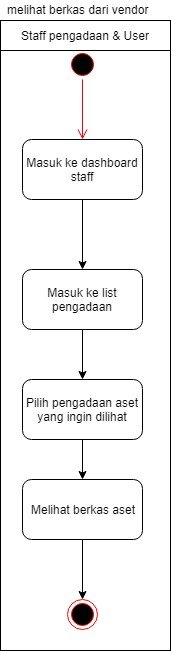 melihat berkas dari vendor
Staff pengadaan & User
Masuk ke dashboard
staff
Masuk ke list
pengadaan
Pilih pengadaan aset
yang ingin dilihat
Melihat berkas aset